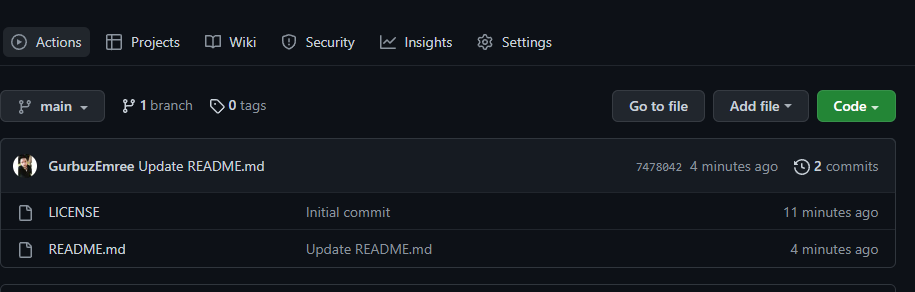 Actions Projects Wiki Security Insights Settings
main 1 branch 0 tags Go to file Add file Code
GurbuzEmree Update README.md 7478042 4 minutes ago 2 commits
LICENSE Initial commit 11 minutes ago
README.md Update README.md 4 minutes ago